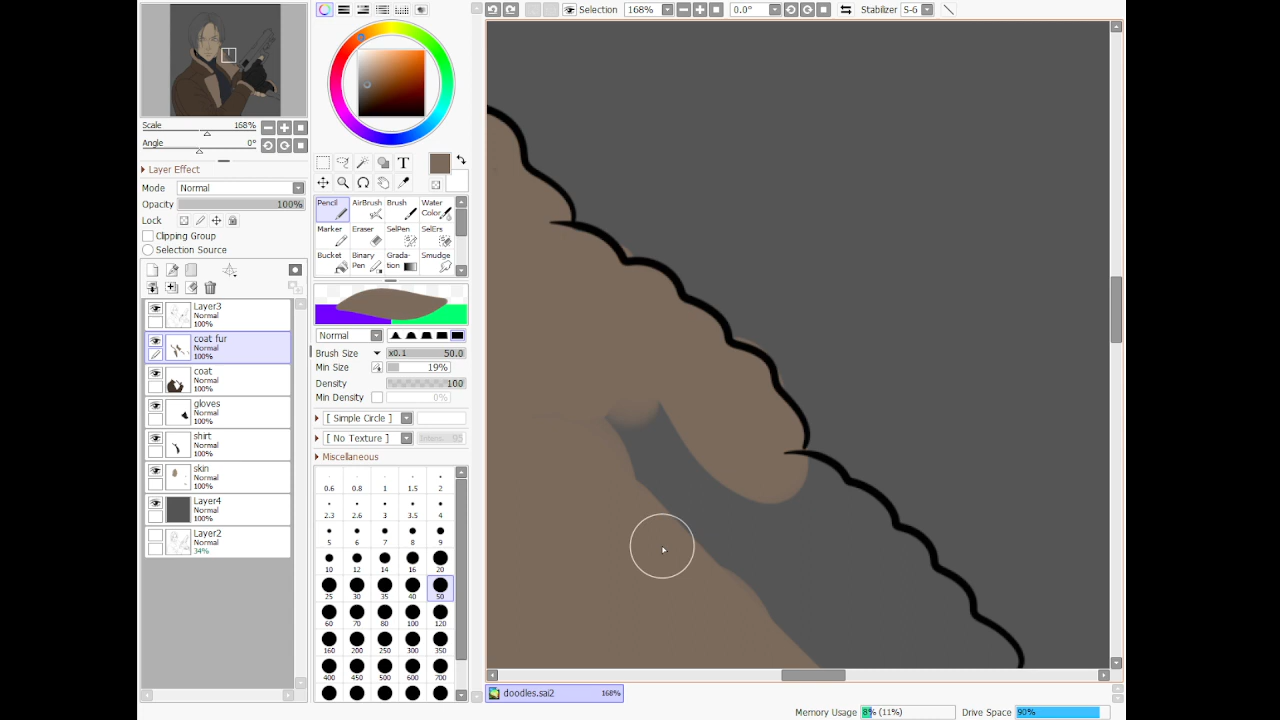 Selection 168% 0.0° Stabilizer S-6
Scale 168%
Angle 0°
Layer Effect
Mode Normal
Opacity 100%
Lock
Clipping Group
Selection Source
Layer3
Normal
100%
coat fur
Normal
100%
coat
Normal
100%
gloves
Normal
100%
shirt
Normal
100%
skin
Normal
100%
Layer4
Normal
100%
Layer2
Normal
34%
T
Pencil AirBrush Brush Water Color
Marker Eraser SelPen SelErs
Bucket Binary Pen Grada-tion Smudge
Normal
Brush Size x0.1 50.0
Min Size 19%
Density 100
Min Density 0%
[ Simple Circle ]
[ No Texture ] Intens. 95
Miscellaneous
0.6 0.8 1 1.5 2
2.3 2.6 3 3.5 4
5 6 7 8 9
10 12 14 16 20
25 30 35 40 50
60 70 80 100 120
160 200 250 300 350
400 450 500 600 700
doodles.sai2 168%
Memory Usage 8% (11%) Drive Space 90%